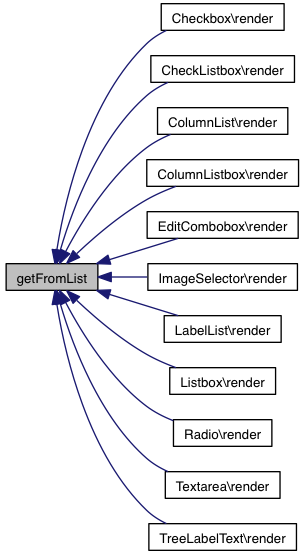 Checkbox\render
CheckListbox\render
ColumnList\render
ColumnListbox\render
EditCombobox\render
getFromList
ImageSelector\render
LabelList\render
Listbox\render
Radio\render
Textarea\render
TreeLabelText\render